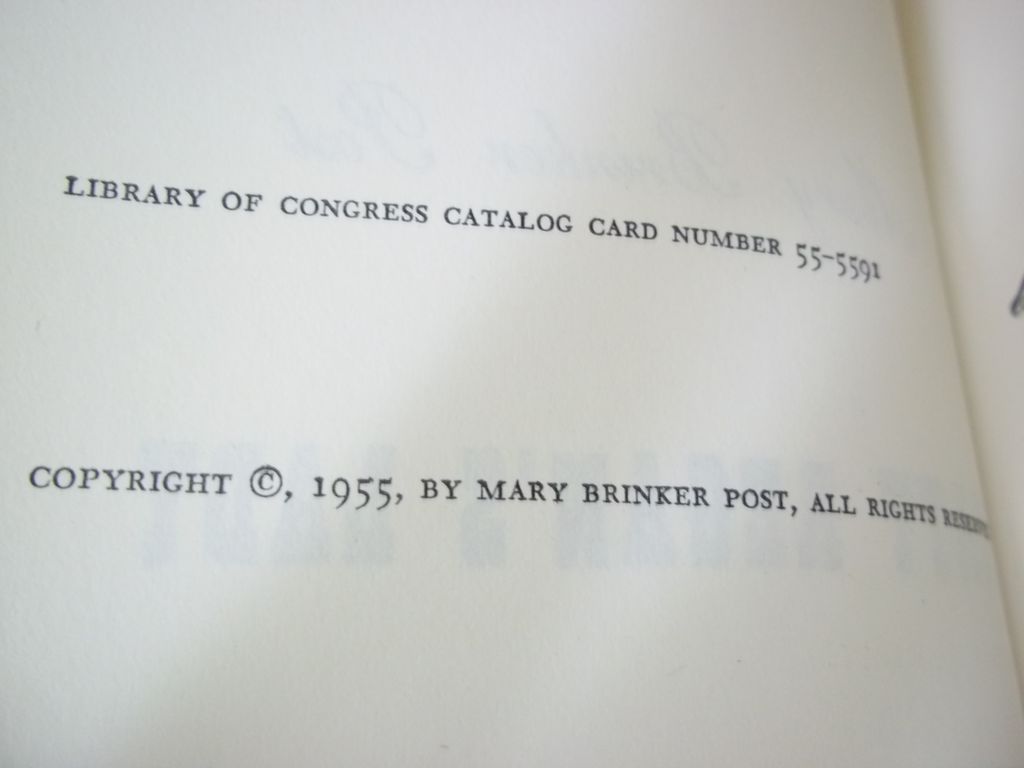 LIBRARY OF CONGRESS CATALOG CARD NUMBER 55-5591
COPYRIGHT ©, 1955, BY MARY BRINKER POST, ALL RIGHTS